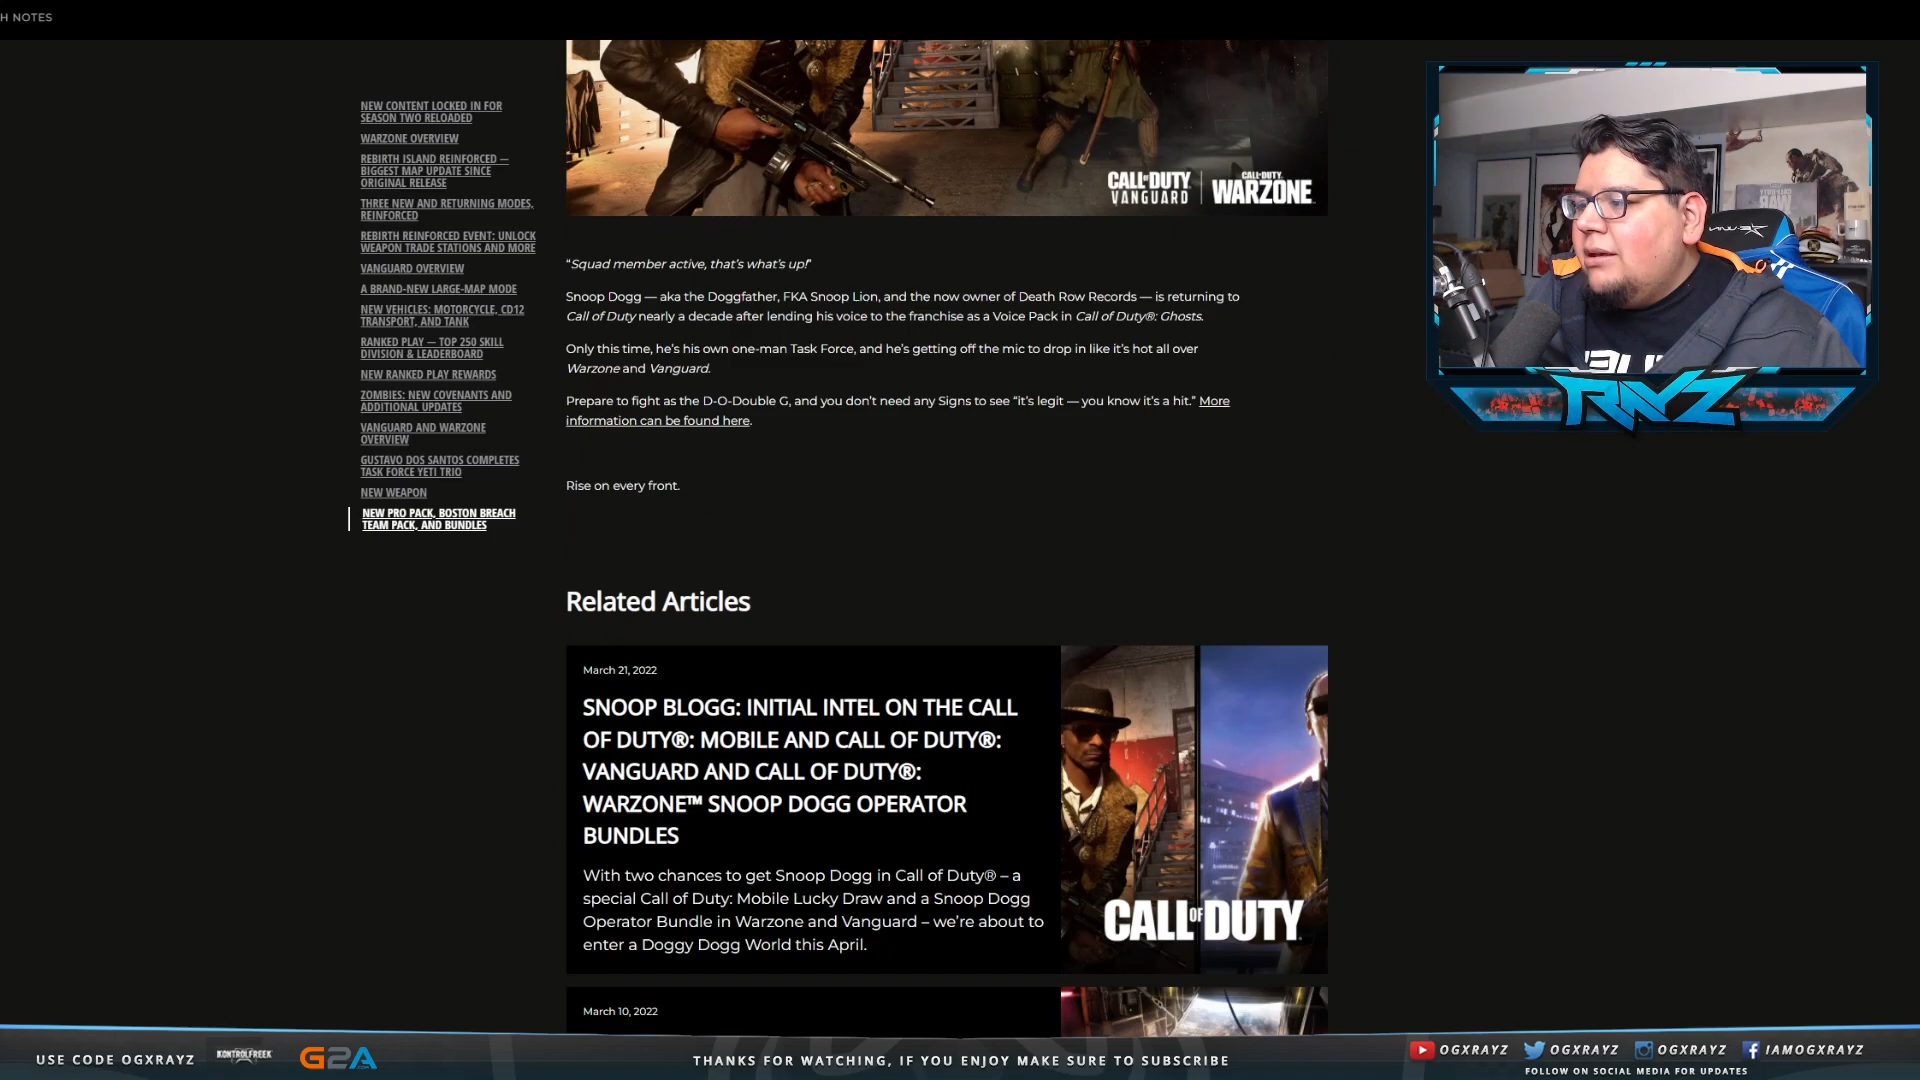 H NOTES
NEW CONTENT LOCKED IN FOR
SEASON TWO RELOADED
WARZONE OVERVIEW
REBIRTH ISLAND REINFORCED —
BIGGEST MAP UPDATE SINCE
ORIGINAL RELEASE
THREE NEW AND RETURNING MODES,
REINFORCED
REBIRTH REINFORCED EVENT: UNLOCK
WEAPON TRADE STATIONS AND MORE
VANGUARD OVERVIEW
A BRAND-NEW LARGE-MAP MODE
NEW VEHICLES: MOTORCYCLE, CD12
TRANSPORT, AND TANK
RANKED PLAY — TOP 250 SKILL
DIVISION & LEADERBOARD
NEW RANKED PLAY REWARDS
ZOMBIES: NEW COVENANTS AND
ADDITIONAL UPDATES
VANGUARD AND WARZONE
OVERVIEW
GUSTAVO DOS SANTOS COMPLETES
TASK FORCE YETI TRIO
NEW WEAPON
NEW PRO PACK, BOSTON BREACH
TEAM PACK, AND BUNDLES
CALL OF DUTY VANGUARD | CALL OF DUTY WARZONE
“Squad member active, that’s what’s up!”
Snoop Dogg — aka the Doggfather, FKA Snoop Lion, and the now owner of Death Row Records — is returning to
Call of Duty nearly a decade after lending his voice to the franchise as a Voice Pack in Call of Duty®: Ghosts.
Only this time, he’s his own one-man Task Force, and he’s getting off the mic to drop in like it’s hot all over
Warzone and Vanguard.
Prepare to fight as the D-O-Double G, and you don’t need any Signs to see “it’s legit — you know it’s a hit.” More
information can be found here.
Rise on every front.
Related Articles
March 21, 2022
SNOOP BLOGG: INITIAL INTEL ON THE CALL
OF DUTY®: MOBILE AND CALL OF DUTY®:
VANGUARD AND CALL OF DUTY®:
WARZONE™ SNOOP DOGG OPERATOR
BUNDLES
With two chances to get Snoop Dogg in Call of Duty® – a
special Call of Duty: Mobile Lucky Draw and a Snoop Dogg
Operator Bundle in Warzone and Vanguard – we’re about to
enter a Doggy Dogg World this April.
CALL OF DUTY
March 10, 2022
RAYZ
USE CODE OGXRAYZ
KONTROLFREEK
G2A
THANKS FOR WATCHING, IF YOU ENJOY MAKE SURE TO SUBSCRIBE
OGXRAYZ OGXRAYZ OGXRAYZ IAMOGXRAYZ
FOLLOW ON SOCIAL MEDIA FOR UPDATES